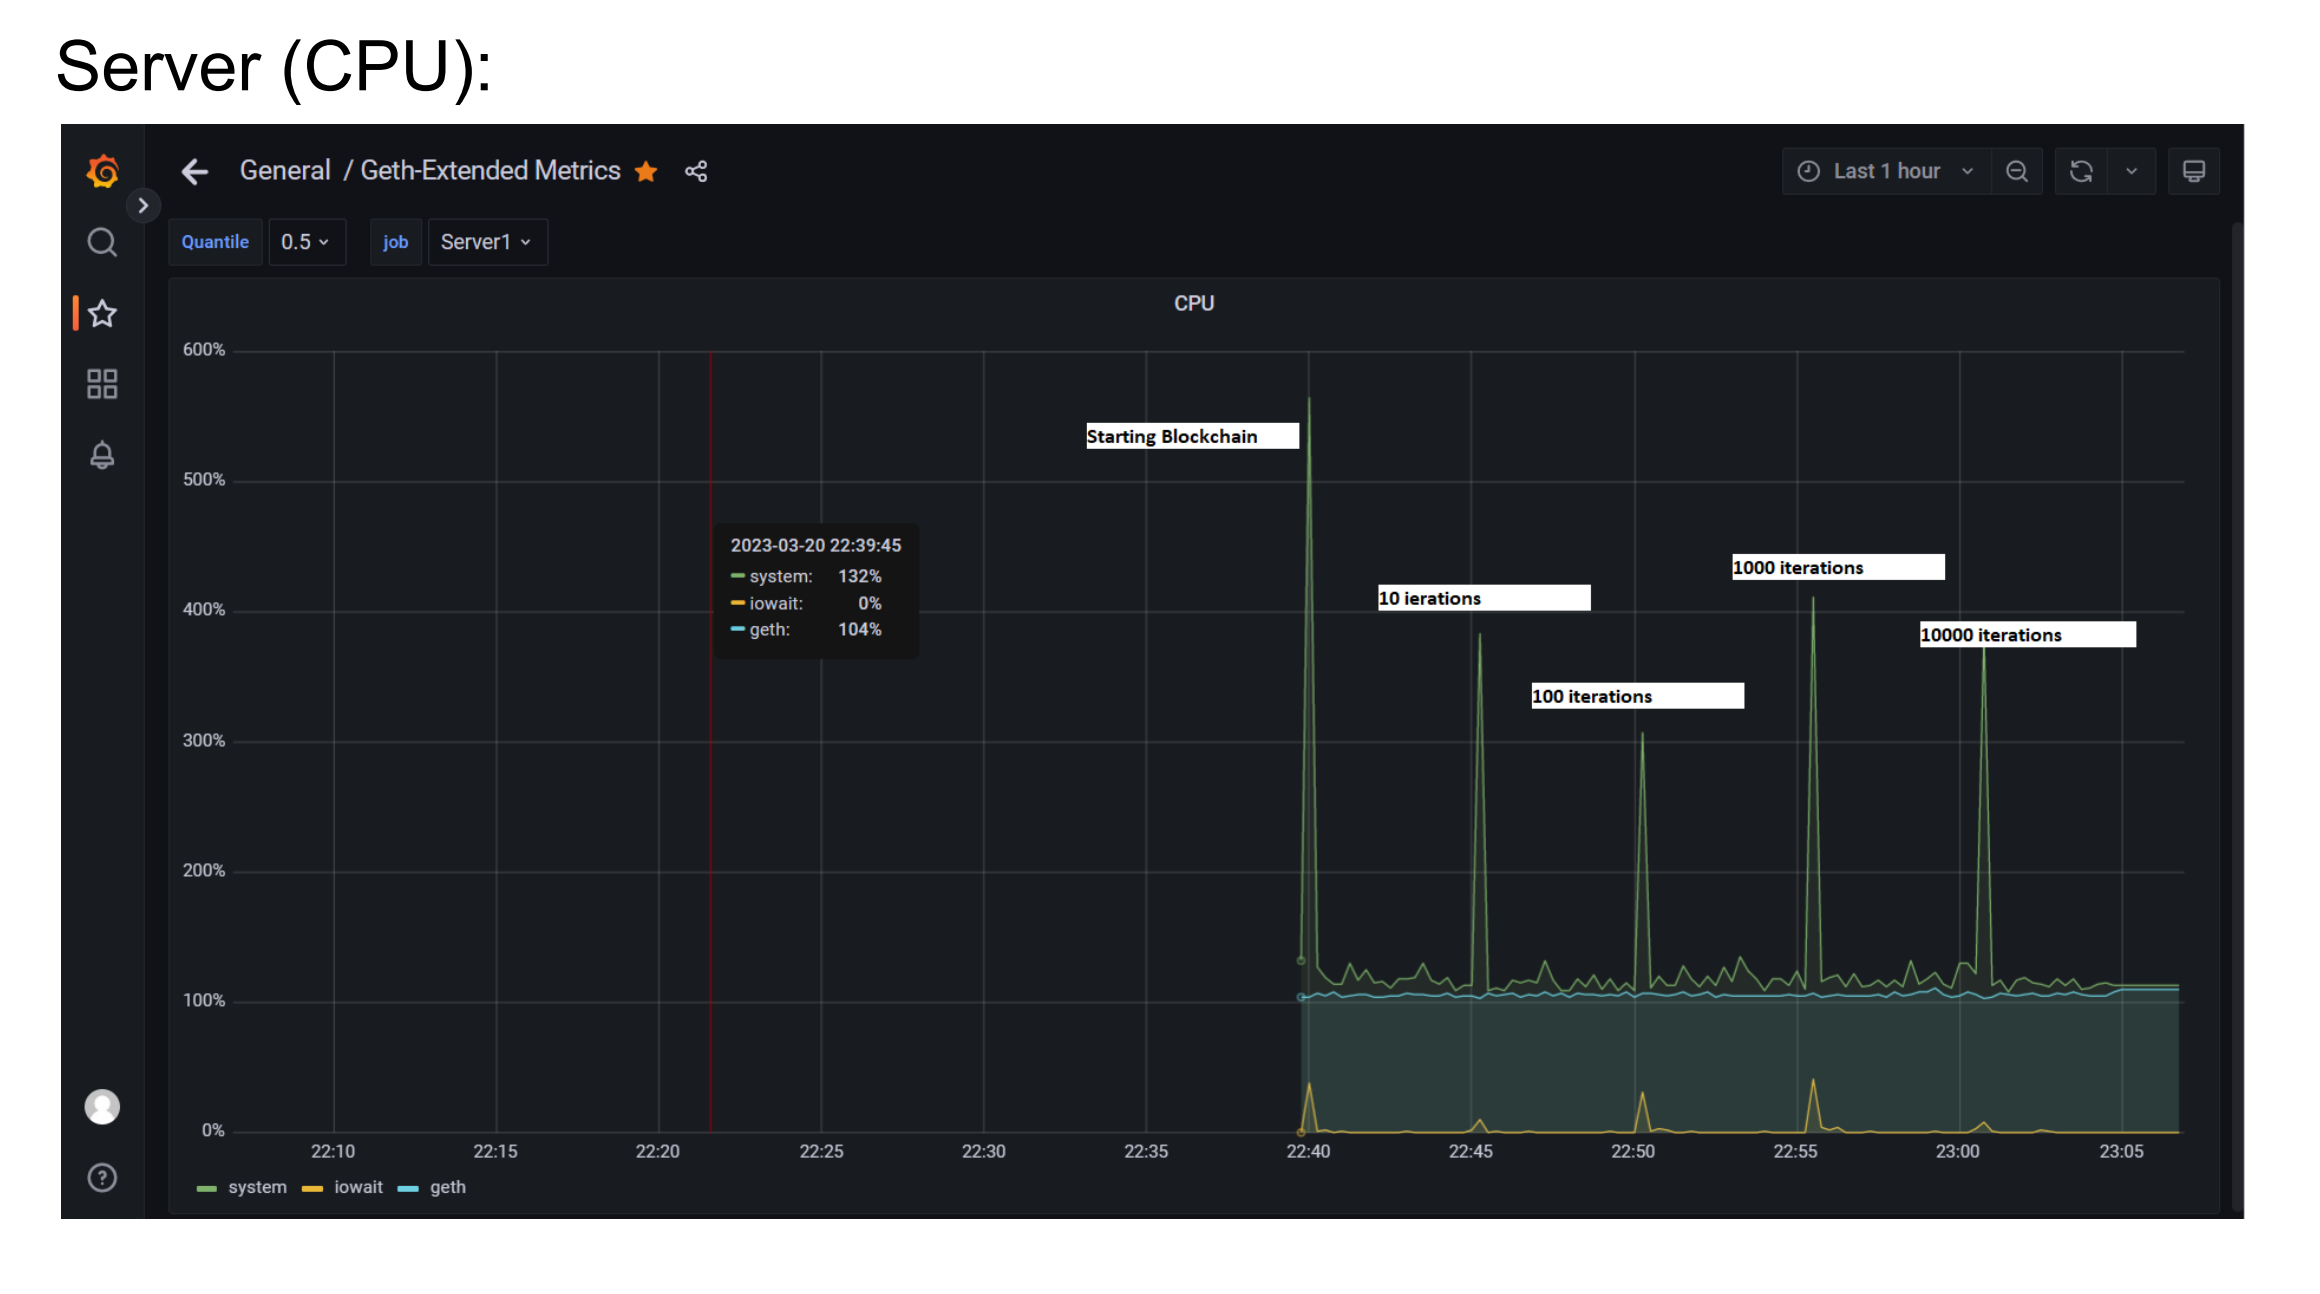 Server (CPU):
General / Geth-Extended Metrics
Last 1 hour
Quantile 0.5 job Server1
CPU
600%
500%
400%
300%
200%
100%
0%
Starting Blockchain
10 ierations
100 iterations
1000 iterations
10000 iterations
2023-03-20 22:39:45
system: 132%
iowait: 0%
geth: 104%
22:10 22:15 22:20 22:25 22:30 22:35 22:40 22:45 22:50 22:55 23:00 23:05
system iowait geth